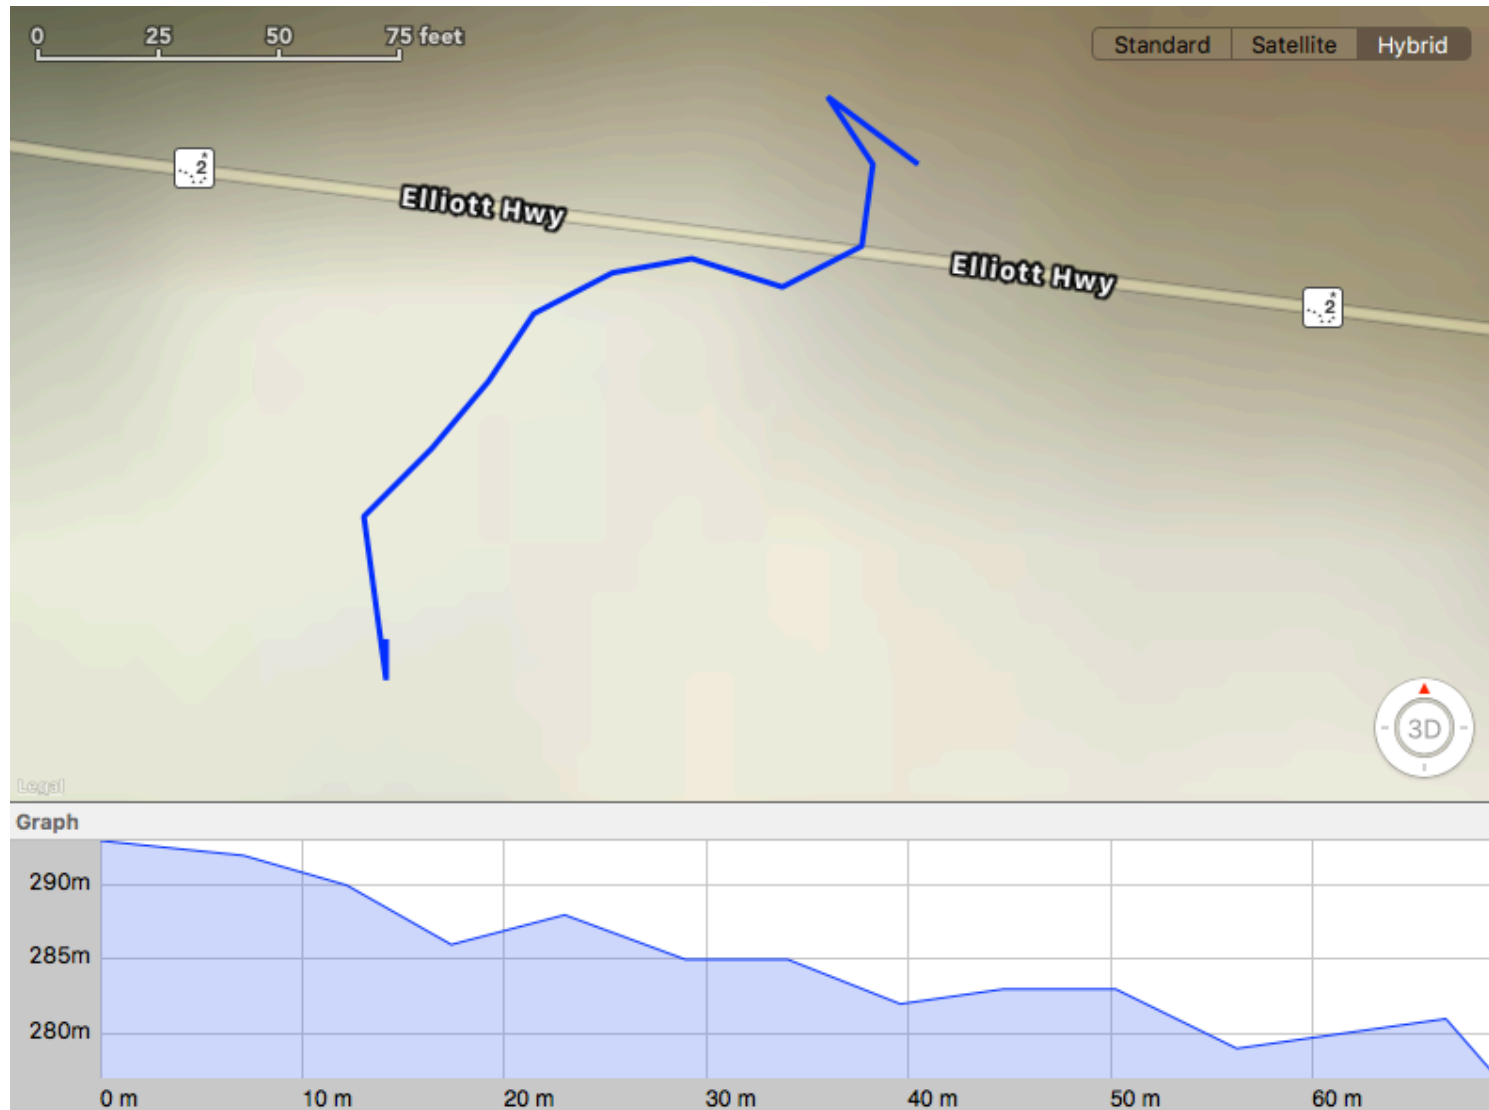 0 25 50 75 feet
Standard Satellite Hybrid
2
Elliott Hwy
Elliott Hwy
2
3D
Legal
Graph
290m
285m
280m
0 m 10 m 20 m 30 m 40 m 50 m 60 m